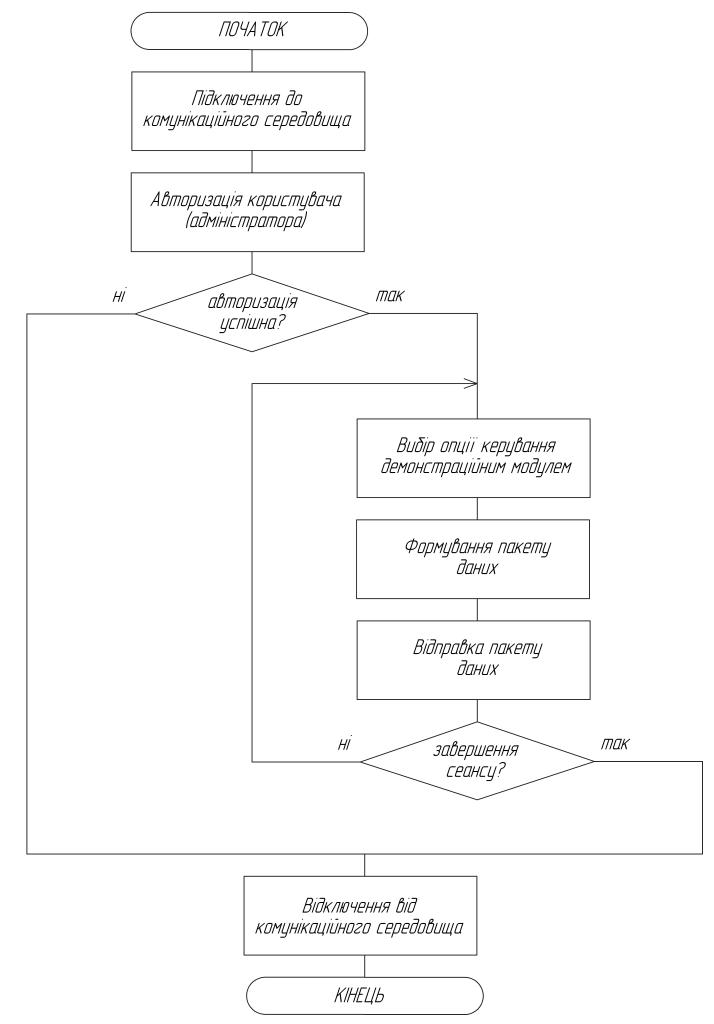 ПОЧАТОК
Підключення до
комунікаційного середовища
Авторизація користувача
(адміністратора)
ні
так
авторизація
успішна?
Вибір опції керування
демонстраційним модулем
Формування пакету
даних
Відправка пакету
даних
ні
так
завершення
сеансу?
Відключення від
комунікаційного середовища
КІНЕЦЬ